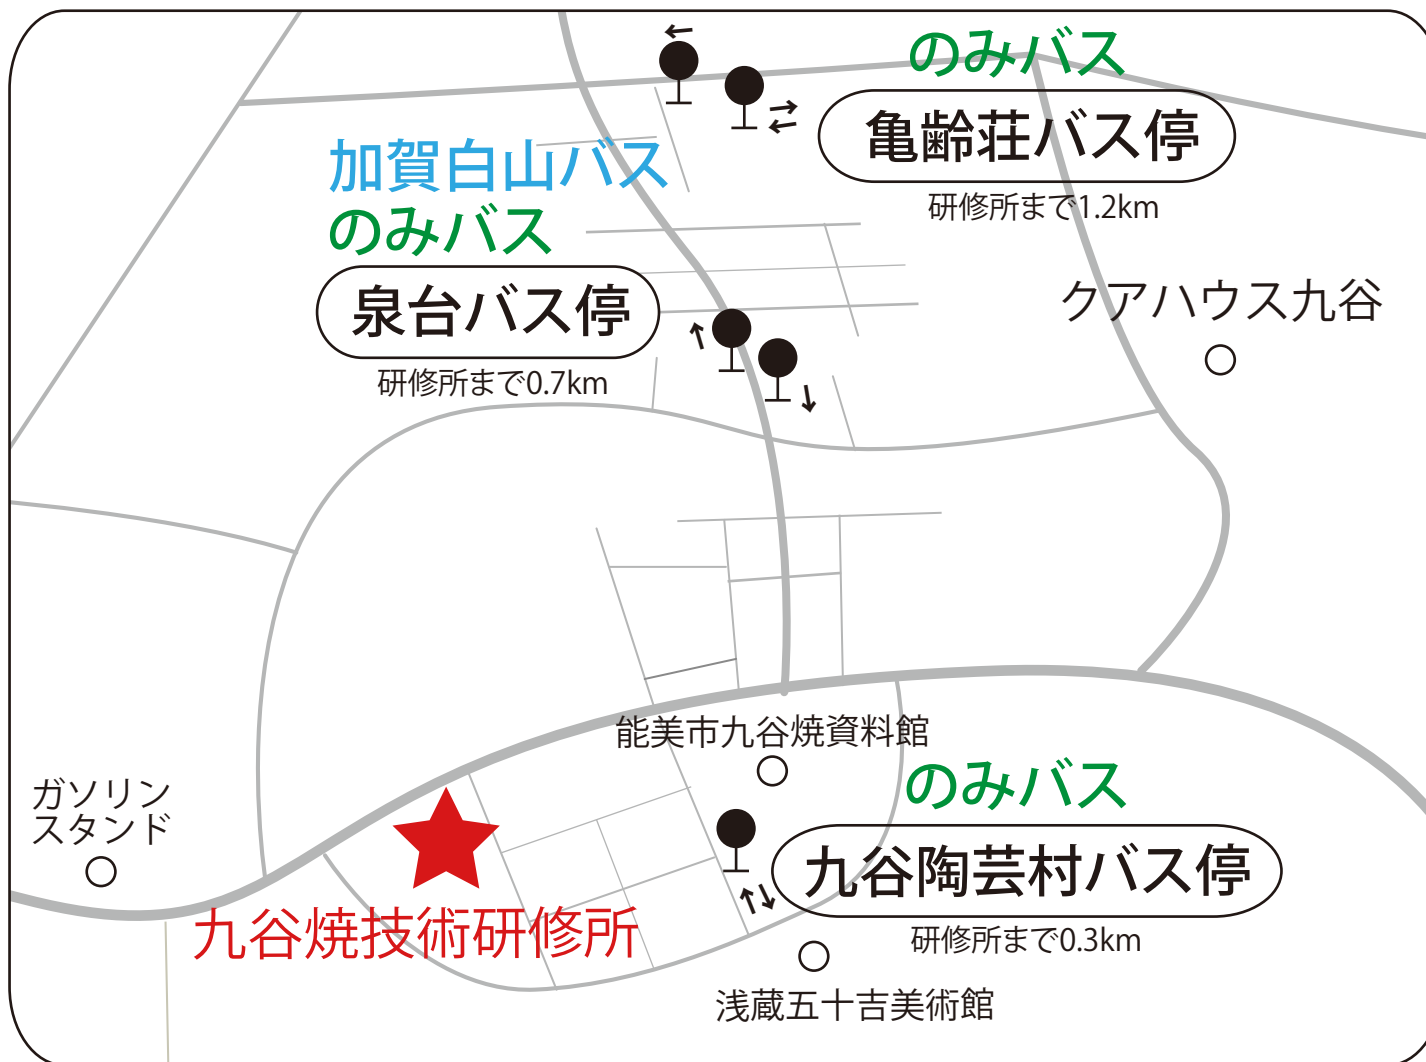 のみバス
亀齢荘バス停
研修所まで1.2km
加賀白山バス
のみバス
泉台バス停
研修所まで0.7km
クアハウス九谷
能美市九谷焼資料館
のみバス
九谷陶芸村バス停
研修所まで0.3km
ガソリン
スタンド
九谷焼技術研修所
浅蔵五十吉美術館